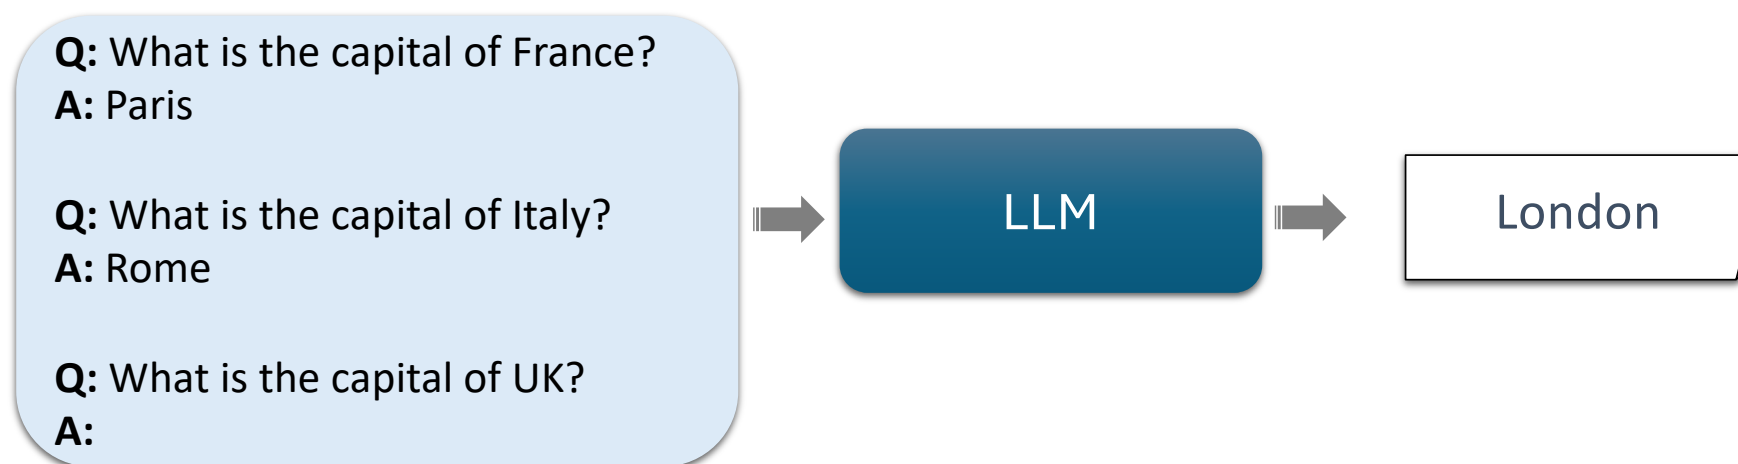 Q: What is the capital of France?
A: Paris
Q: What is the capital of Italy?
A: Rome
Q: What is the capital of UK?
A:
LLM
London